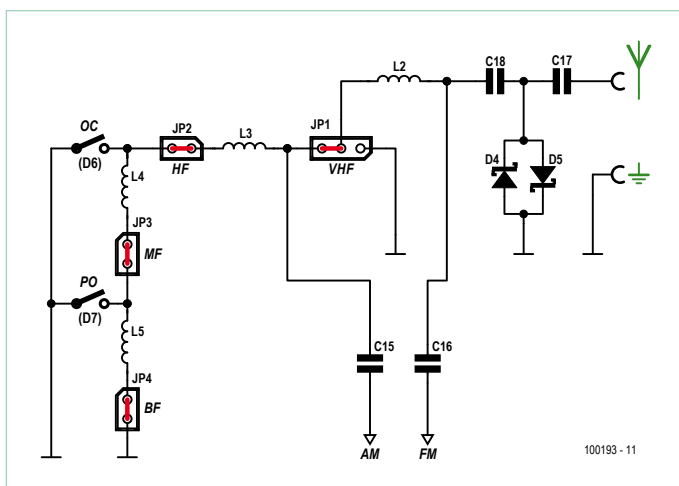 L2
C18
C17
JP1
VHF
OC
(D6)
JP2
HF
L3
D4
D5
L4
JP3
MF
PO
(D7)
L5
JP4
BF
C15
C16
AM
FM
100193 - 11